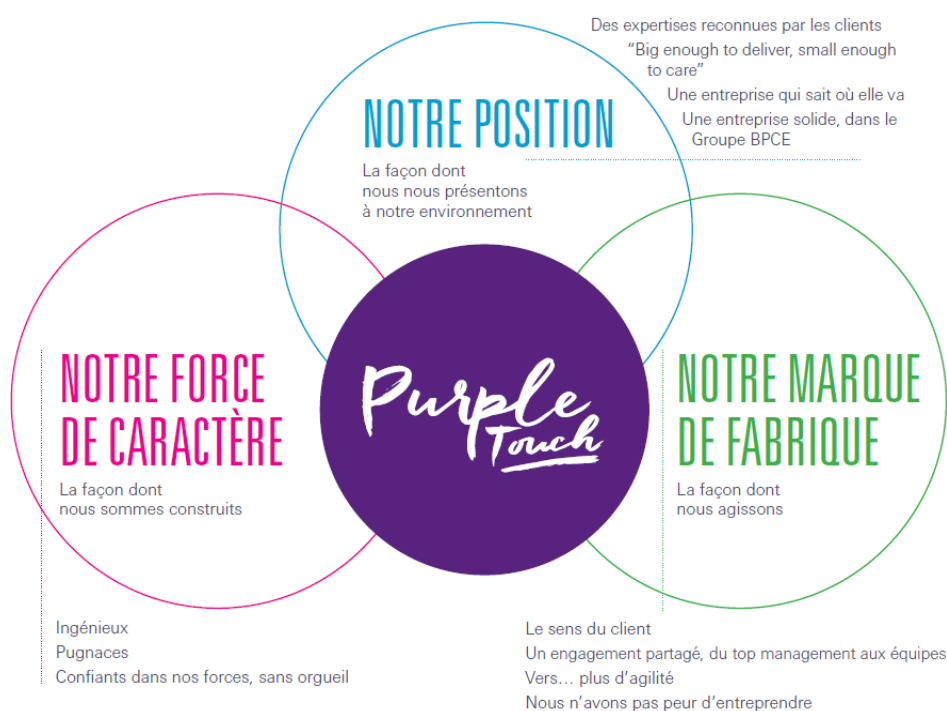 Des expertises reconnues par les clients
“Big enough to deliver, small enough
to care”
Une entreprise qui sait où elle va
Une entreprise solide, dans le
Groupe BPCE
NOTRE POSITION
La façon dont
nous nous présentons
à notre environnement
NOTRE FORCE
DE CARACTÈRE
La façon dont
nous sommes construits
Ingénieux
Pugnaces
Confiants dans nos forces, sans orgueil
Purple
Touch
NOTRE MARQUE
DE FABRIQUE
La façon dont
nous agissons
Le sens du client
Un engagement partagé, du top management aux équipes
Vers… plus d’agilité
Nous n’avons pas peur d’entreprendre